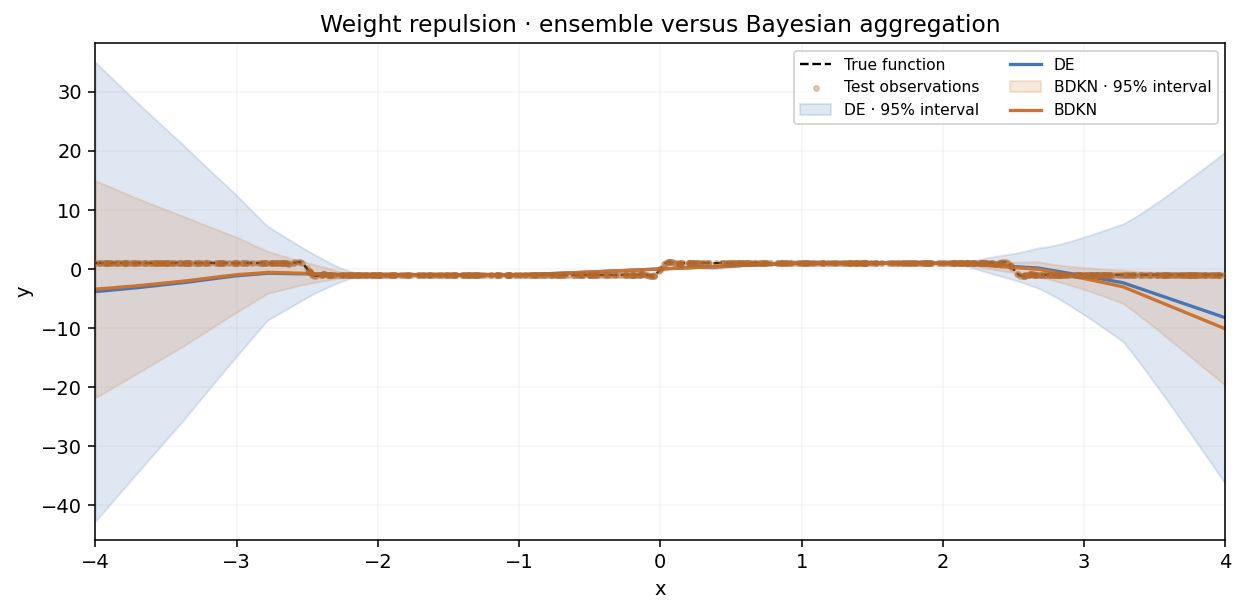 Weight repulsion · ensemble versus Bayesian aggregation
True function
Test observations
DE · 95% interval
DE
BDKN · 95% interval
BDKN
30
20
10
0
−10
−20
−30
−40
y
−4 −3 −2 −1 0 1 2 3 4
x